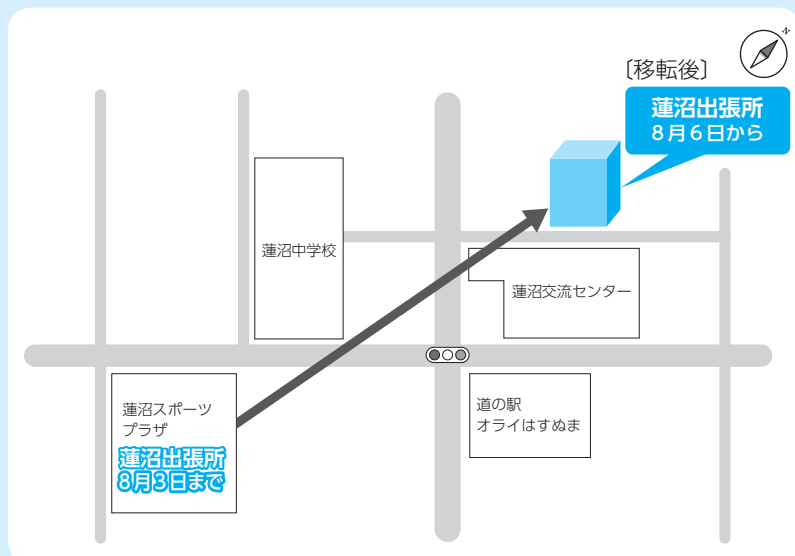 N
〔移転後〕
蓮沼出張所
8月6日から
蓮沼中学校
蓮沼交流センター
蓮沼スポーツ
プラザ
蓮沼出張所
8月3日まで
道の駅
オライはすぬま